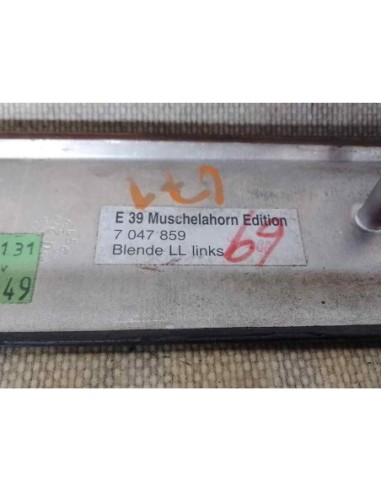 E 39 Muschelahorn Edition
7 047 859
Blende LL links
69
131
49